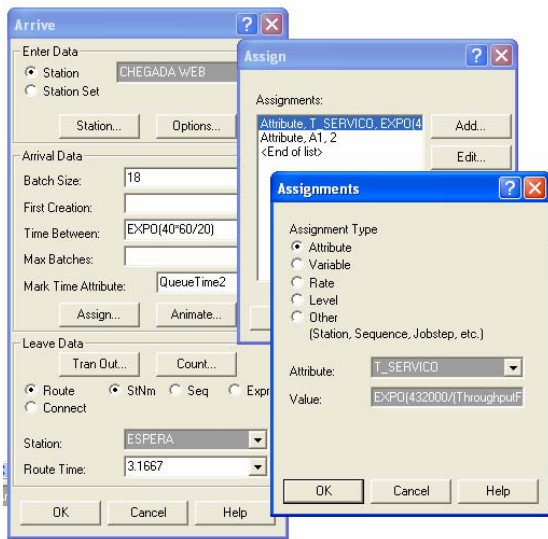 Arrive
Enter Data
Station CHEGADA WEB
Station Set
Station... Options...
Arrival Data
Batch Size: 18
First Creation:
Time Between: EXPO(40*60/20)
Max Batches:
Mark Time Attribute: QueueTime2
Assign... Animate...
Leave Data
Tran Out... Count...
Route StNm Seq Expr
Connect
Station: ESPERA
Route Time: 3.1667
OK Cancel Help
Assign
Assignments:
Attribute, T_SERVICO, EXPO(4
Attribute, A1, 2
<End of list>
Add...
Edit...
Assignments
Assignment Type
Attribute
Variable
Rate
Level
Other
(Station, Sequence, Jobstep, etc.)
Attribute: T_SERVICO
Value: EXPO(432000/(ThroughputF
OK Cancel Help